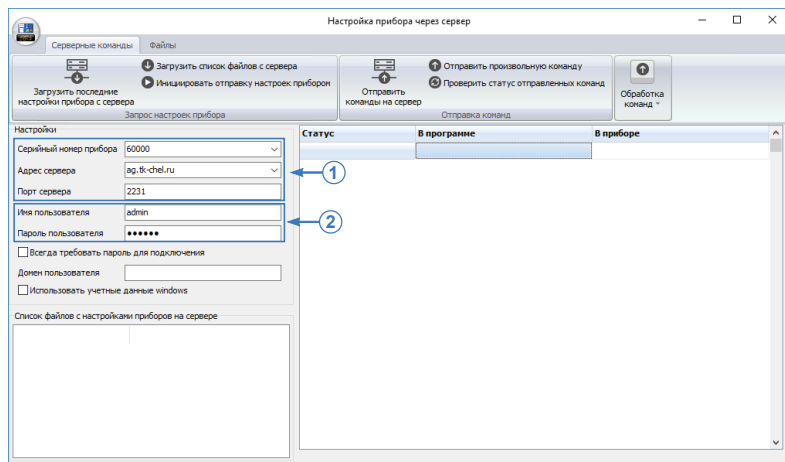 Настройка прибора через сервер
Серверные команды Файлы
Загрузить последние
настройки прибора с сервера
Загрузить список файлов с сервера
Инициировать отправку настроек прибором
Запрос настроек прибора
Отправить
команды на сервер
Отправить произвольную команду
Проверить статус отправленных команд
Отправка команд
Обработка
команд
Настройки
Серийный номер прибора 60000
Адрес сервера ag.tk-chel.ru
Порт сервера 2231
1
Имя пользователя admin
Пароль пользователя ••••••
2
Всегда требовать пароль для подключения
Домен пользователя
Использовать учетные данные windows
Список файлов с настройками приборов на сервере
Статус В программе В приборе